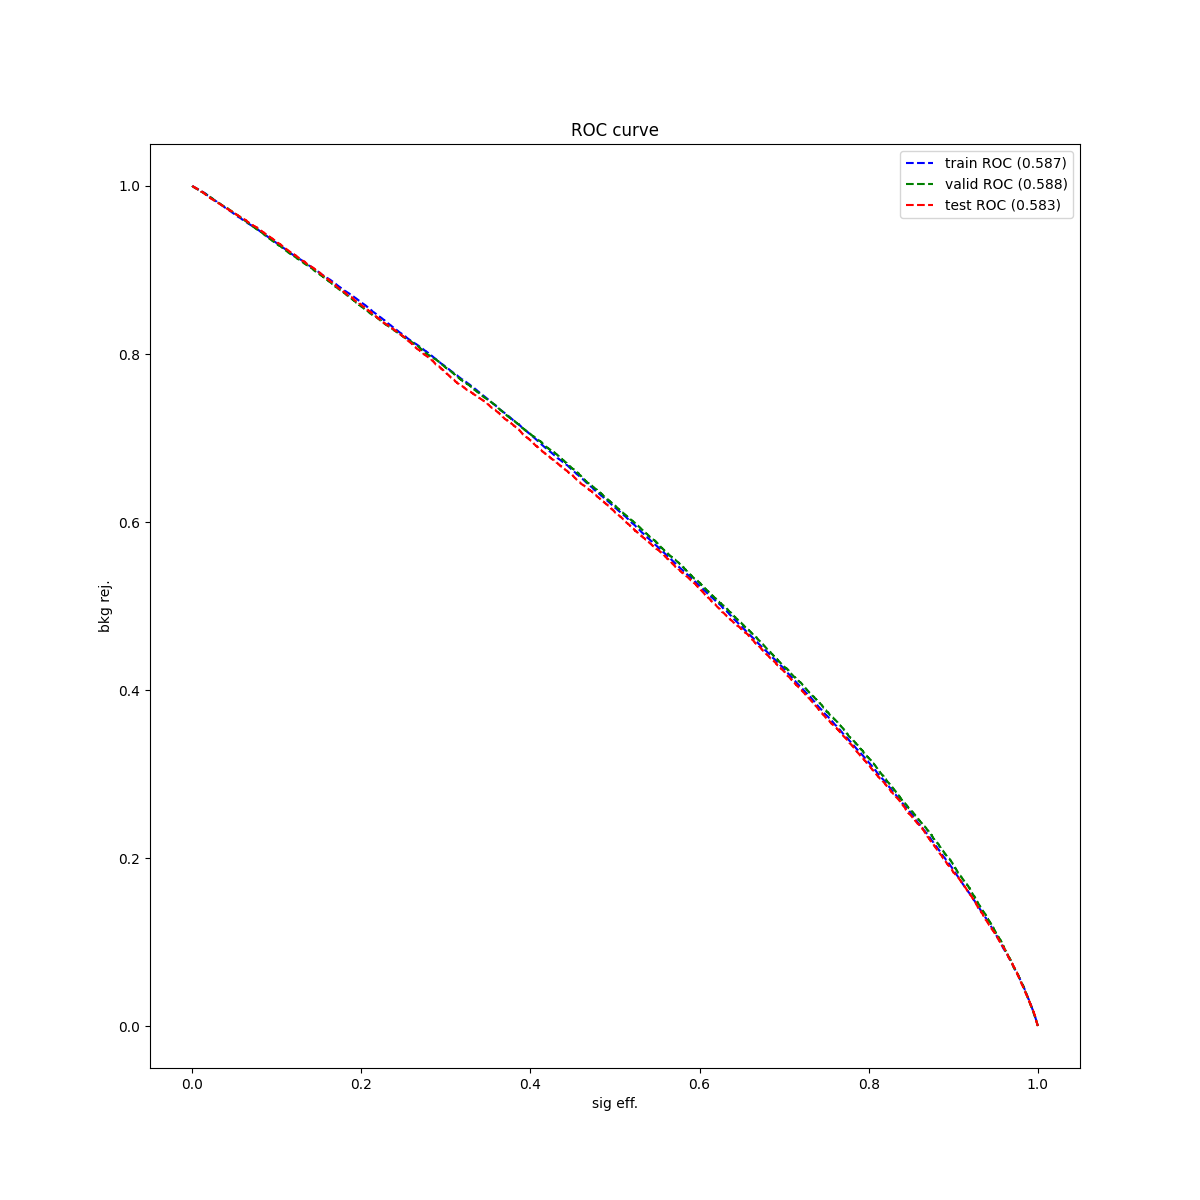 ROC curve
train ROC (0.587)
valid ROC (0.588)
test ROC (0.583)
1.0
0.8
0.6
0.4
0.2
0.0
bkg rej.
0.0 0.2 0.4 0.6 0.8 1.0
sig eff.